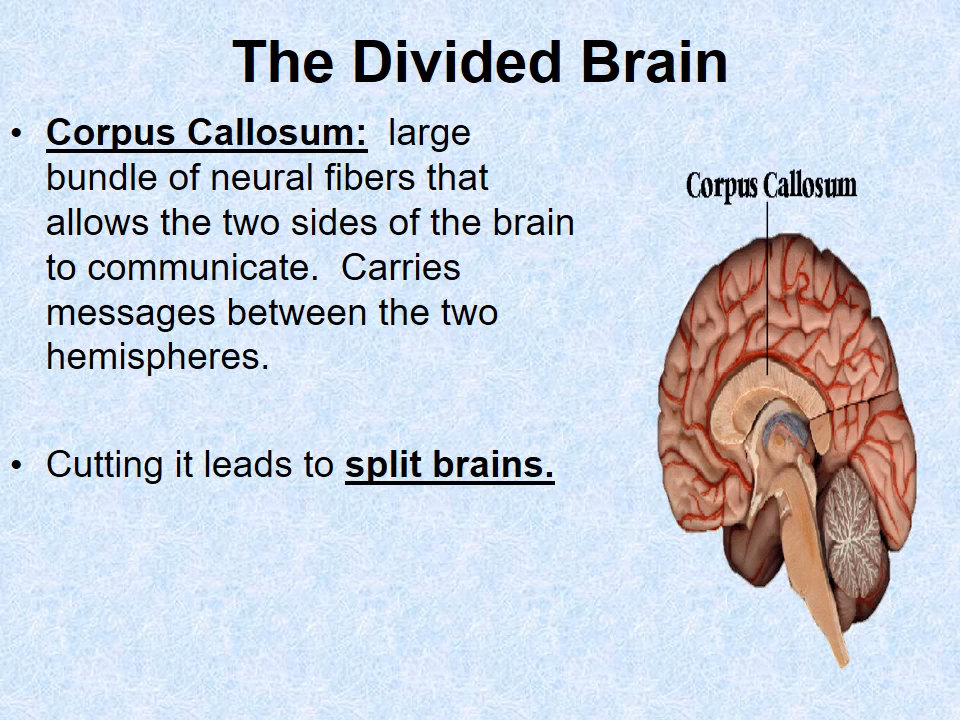 The Divided Brain
• Corpus Callosum: large
bundle of neural fibers that
allows the two sides of the brain
to communicate. Carries
messages between the two
hemispheres.
• Cutting it leads to split brains.
Corpus Callosum